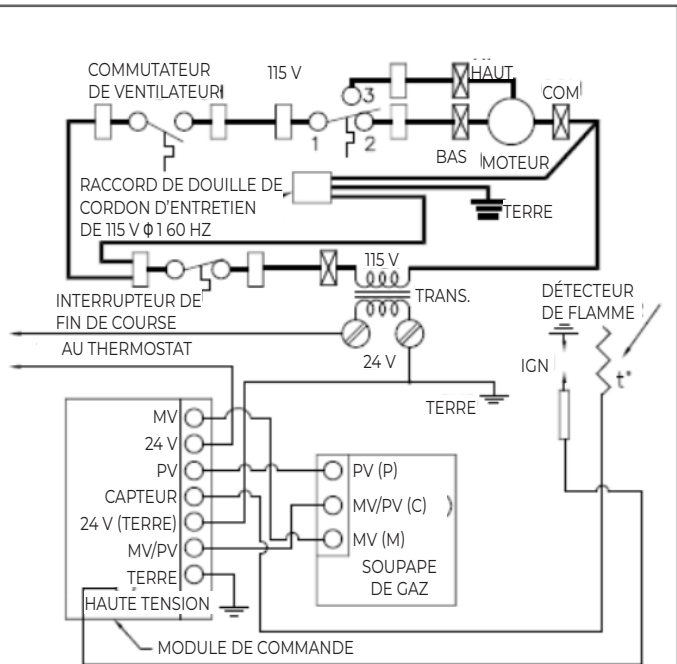 COMMUTATEUR
DE VENTILATEUR
115 V
HAUT
COM
3
1
2
BAS
MOTEUR
RACCORD DE DOUILLE DE
CORDON D'ENTRETIEN
DE 115 V Φ 1 60 HZ
TERRE
115 V
TRANS.
INTERRUPTEUR DE
FIN DE COURSE
DÉTECTEUR
DE FLAMME
AU THERMOSTAT
24 V
IGN
t°
TERRE
MV
24 V
PV
CAPTEUR
24 V (TERRE)
MV/PV
TERRE
HAUTE TENSION
PV (P)
MV/PV (C)
MV (M)
SOUPAPE
DE GAZ
MODULE DE COMMANDE